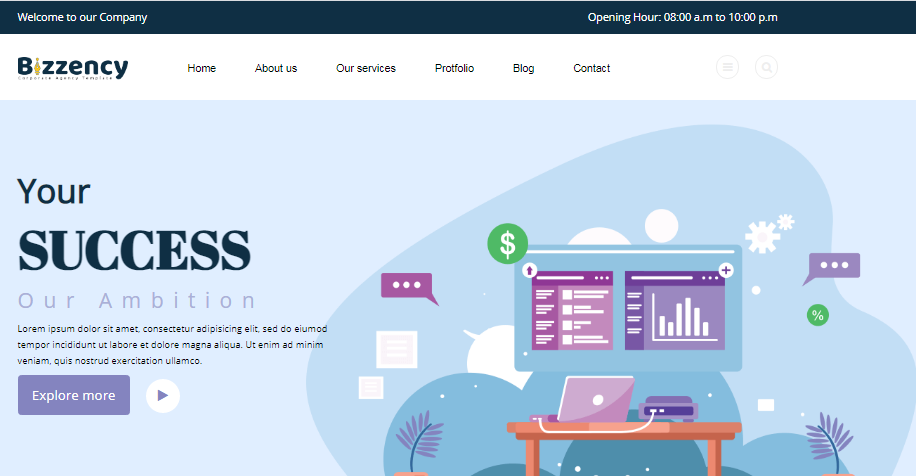 Welcome to our Company
Opening Hour: 08:00 a.m to 10:00 p.m
Bizzency
Corporate Agency Template
Home
About us
Our services
Protfolio
Blog
Contact
Your
SUCCESS
Our Ambition
Lorem ipsum dolor sit amet, consectetur adipisicing elit, sed do eiumod
tempor incididunt ut labore et dolore magna aliqua. Ut enim ad minim
veniam, quis nostrud exercitation ullamco.
Explore more
$
%